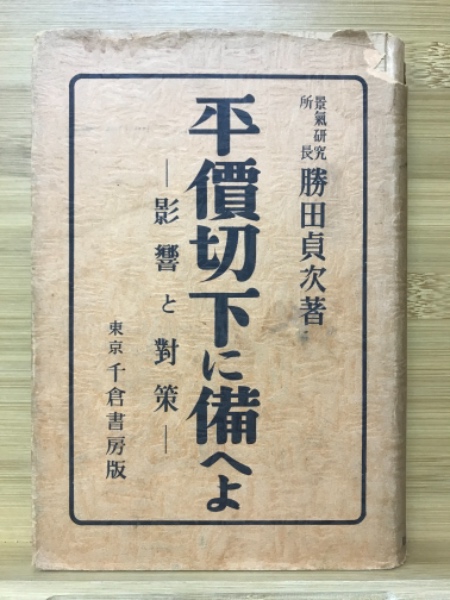 景氣研究所長 勝田貞次著
平價切下に備へよ
―影響と對策―
東京 千倉書房版